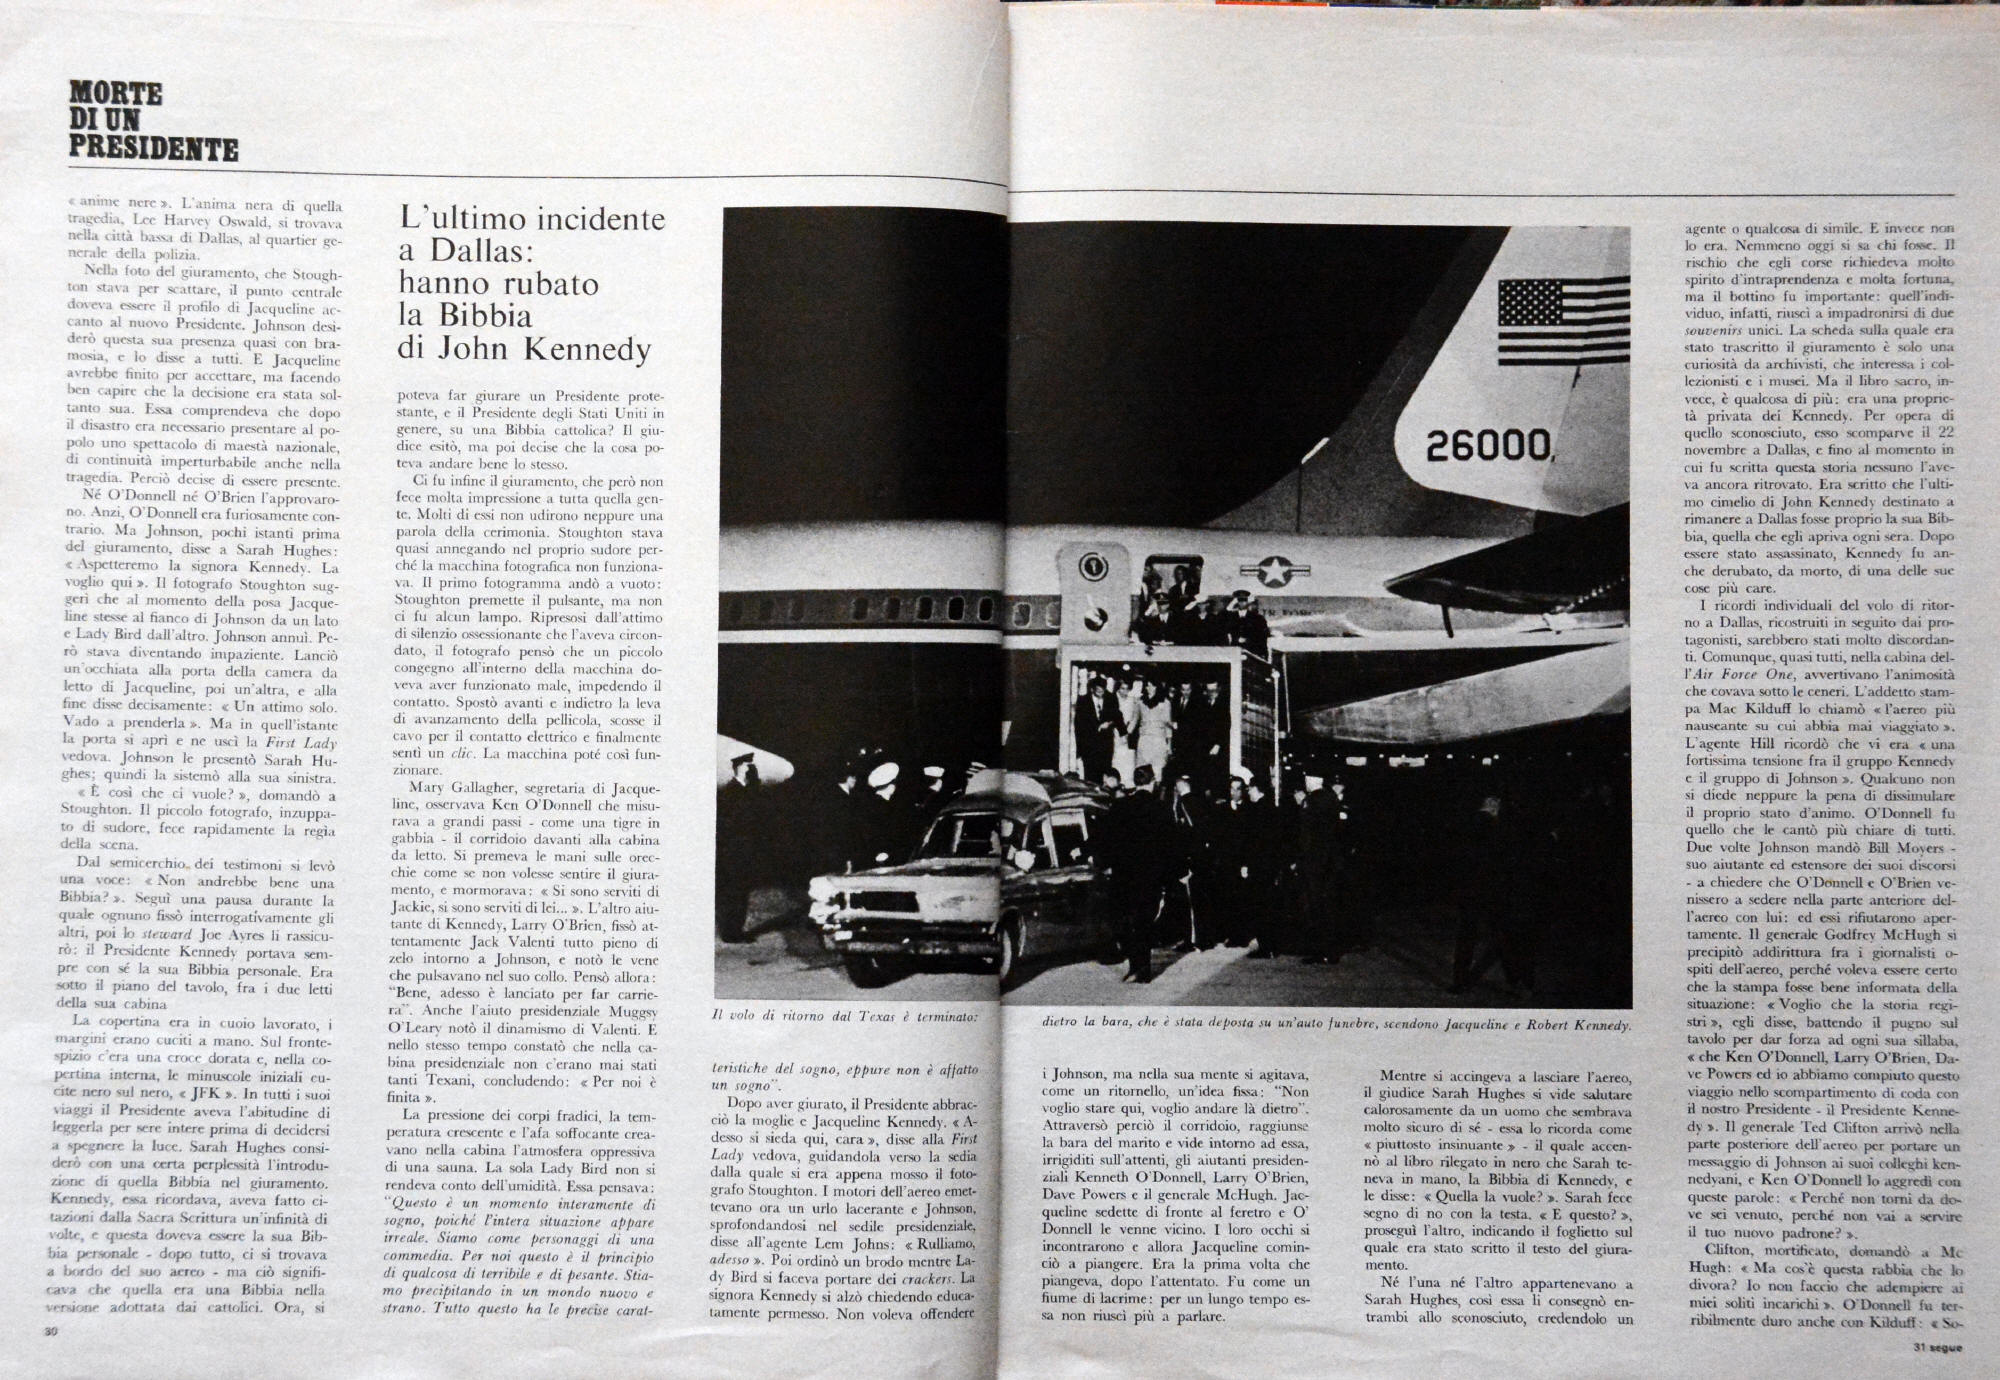 MORTE
DI UN
PRESIDENTE
« anime nere ». L'anima nera di quella
tragedia, Lee Harvey Oswald, si trovava
nella città bassa di Dallas, al quartier ge-
nerale della polizia.
Nella foto del giuramento, che Stough-
ton stava per scattare, il punto centrale
doveva essere il profilo di Jacqueline ac-
canto al nuovo Presidente. Johnson desi-
derò questa sua presenza quasi con bra-
mosia, e lo disse a tutti. E Jacqueline
avrebbe finito per accettare, ma facendo
ben capire che la decisione era stata sol-
tanto sua. Essa comprendeva che dopo
il disastro era necessario presentare al po-
polo uno spettacolo di maestà nazionale,
di continuità imperturbabile anche nella
tragedia. Perciò decise di essere presente.
Né O'Donnell né O'Brien l'approvaro-
no. Anzi, O'Donnell era furiosamente con-
trario. Ma Johnson, pochi istanti prima
del giuramento, disse a Sarah Hughes:
« Aspetteremo la signora Kennedy. La
voglio qui ». Il fotografo Stoughton sug-
gerì che al momento della posa Jacque-
line stesse al fianco di Johnson da un lato
e Lady Bird dall'altro. Johnson annuì. Pe-
rò stava diventando impaziente. Lanciò
un'occhiata alla porta della camera da
letto di Jacqueline, poi un'altra, e alla
fine disse decisamente: « Un attimo solo.
Vado a prenderla ». Ma in quell'istante
la porta si aprì e ne uscì la First Lady
vedova. Johnson le presentò Sarah Hu-
ghes; quindi la sistemò alla sua sinistra.
« È così che ci vuole? », domandò a
Stoughton. Il piccolo fotografo, inzuppa-
to di sudore, fece rapidamente la regia
della scena.
Dal semicerchio dei testimoni si levò
una voce: « Non andrebbe bene una
Bibbia? ». Seguì una pausa durante la
quale ognuno fissò interrogativamente gli
altri, poi lo steward Joe Ayres li rassicu-
rò: il Presidente Kennedy portava sem-
pre con sé la sua Bibbia personale. Era
sotto il piano del tavolo, fra i due letti
della sua cabina
La copertina era in cuoio lavorato, i
margini erano cuciti a mano. Sul fronte-
spizio c'era una croce dorata e, nella co-
pertina interna, le minuscole iniziali cu-
cite nero sul nero, « JFK ». In tutti i suoi
viaggi il Presidente aveva l'abitudine di
leggerla per sere intere prima di decidersi
a spegnere la luce. Sarah Hughes consi-
derò con una certa perplessità l'introdu-
zione di quella Bibbia nel giuramento.
Kennedy, essa ricordava, aveva fatto ci-
tazioni dalla Sacra Scrittura un'infinità di
volte, e questa doveva essere la sua Bib-
bia personale - dopo tutto, ci si trovava
a bordo del suo aereo - ma ciò signifi-
cava che quella era una Bibbia nella
versione adottata dai cattolici. Ora, si
30
L'ultimo incidente
a Dallas:
hanno rubato
la Bibbia
di John Kennedy
poteva far giurare un Presidente prote-
stante, e il Presidente degli Stati Uniti in
genere, su una Bibbia cattolica? Il giu-
dice esitò, ma poi decise che la cosa po-
teva andare bene lo stesso.
Ci fu infine il giuramento, che però non
fece molta impressione a tutta quella gen-
te. Molti di essi non udirono neppure una
parola della cerimonia. Stoughton stava
quasi annegando nel proprio sudore per-
ché la macchina fotografica non funziona-
va. Il primo fotogramma andò a vuoto:
Stoughton premette il pulsante, ma non
ci fu alcun lampo. Ripresosi dall'attimo
di silenzio ossessionante che l'aveva circon-
dato, il fotografo pensò che un piccolo
congegno all'interno della macchina do-
veva aver funzionato male, impedendo il
contatto. Spostò avanti e indietro la leva
di avanzamento della pellicola, scosse il
cavo per il contatto elettrico e finalmente
sentì un clic. La macchina poté così fun-
zionare.
Mary Gallagher, segretaria di Jacque-
line, osservava Ken O'Donnell che misu-
rava a grandi passi - come una tigre in
gabbia - il corridoio davanti alla cabina
da letto. Si premeva le mani sulle orec-
chie come se non volesse sentire il giura-
mento, e mormorava: « Si sono serviti di
Jackie, si sono serviti di lei... ». L'altro aiu-
tante di Kennedy, Larry O'Brien, fissò at-
tentamente Jack Valenti tutto pieno di
zelo intorno a Johnson, e notò le vene
che pulsavano nel suo collo. Pensò allora:
"Bene, adesso è lanciato per far carrie-
ra". Anche l'aiuto presidenziale Muggsy
O'Leary notò il dinamismo di Valenti. E
nello stesso tempo constatò che nella ca-
bina presidenziale non c'erano mai stati
tanti Texani, concludendo: « Per noi è
finita ».
La pressione dei corpi fradici, la tem-
peratura crescente e l'afa soffocante crea-
vano nella cabina l'atmosfera oppressiva
di una sauna. La sola Lady Bird non si
rendeva conto dell'umidità. Essa pensava:
"Questo è un momento interamente di
sogno, poiché l'intera situazione appare
irreale. Siamo come personaggi di una
commedia. Per noi questo è il principio
di qualcosa di terribile e di pesante. Stia-
mo precipitando in un mondo nuovo e
strano. Tutto questo ha le precise carat-
26000
Il volo di ritorno dal Texas è terminato:
dietro la bara, che è stata deposta su un'auto funebre, scendono Jacqueline e Robert Kennedy.
teristiche del sogno, eppure non è affatto
un sogno".
Dopo aver giurato, il Presidente abbrac-
ciò la moglie e Jacqueline Kennedy. « A-
desso si sieda qui, cara », disse alla First
Lady vedova, guidandola verso la sedia
dalla quale si era appena mosso il foto-
grafo Stoughton. I motori dell'aereo emet-
tevano ora un urlo lacerante e Johnson,
sprofondandosi nel sedile presidenziale,
disse all'agente Lem Johns: « Rulliamo,
adesso ». Poi ordinò un brodo mentre La-
dy Bird si faceva portare dei crackers. La
signora Kennedy si alzò chiedendo educa-
tamente permesso. Non voleva offendere
i Johnson, ma nella sua mente si agitava,
come un ritornello, un'idea fissa: "Non
voglio stare qui, voglio andare là dietro".
Attraversò perciò il corridoio, raggiunse
la bara del marito e vide intorno ad essa,
irrigiditi sull'attenti, gli aiutanti presiden-
ziali Kenneth O'Donnell, Larry O'Brien,
Dave Powers e il generale McHugh. Jac-
queline sedette di fronte al feretro e O'
Donnell le venne vicino. I loro occhi si
incontrarono e allora Jacqueline comin-
ciò a piangere. Era la prima volta che
piangeva, dopo l'attentato. Fu come un
fiume di lacrime: per un lungo tempo es-
sa non riuscì più a parlare.
Mentre si accingeva a lasciare l'aereo,
il giudice Sarah Hughes si vide salutare
calorosamente da un uomo che sembrava
molto sicuro di sé - essa lo ricorda come
« piuttosto insinuante » - il quale accen-
nò al libro rilegato in nero che Sarah te-
neva in mano, la Bibbia di Kennedy, e
le disse: « Quella la vuole? ». Sarah fece
segno di no con la testa. « E questo? »,
proseguì l'altro, indicando il foglietto sul
quale era stato scritto il testo del giura-
mento.
Né l'una né l'altro appartenevano a
Sarah Hughes, così essa li consegnò en-
trambi allo sconosciuto, credendolo un
agente o qualcosa di simile. E invece non
lo era. Nemmeno oggi si sa chi fosse. Il
rischio che egli corse richiedeva molto
spirito d'intraprendenza e molta fortuna,
ma il bottino fu importante: quell'indi-
viduo, infatti, riuscì a impadronirsi di due
souvenirs unici. La scheda sulla quale era
stato trascritto il giuramento è solo una
curiosità da archivisti, che interessa i col-
lezionisti e i musei. Ma il libro sacro, in-
vece, è qualcosa di più: era una proprie-
tà privata dei Kennedy. Per opera di
quello sconosciuto, esso scomparve il 22
novembre a Dallas, e fino al momento in
cui fu scritta questa storia nessuno l'ave-
va ancora ritrovato. Era scritto che l'ulti-
mo cimelio di John Kennedy destinato a
rimanere a Dallas fosse proprio la sua Bib-
bia, quella che egli apriva ogni sera. Dopo
essere stato assassinato, Kennedy fu an-
che derubato, da morto, di una delle sue
cose più care.
I ricordi individuali del volo di ritor-
no a Dallas, ricostruiti in seguito dai pro-
tagonisti, sarebbero stati molto discordan-
ti. Comunque, quasi tutti, nella cabina del-
l'Air Force One, avvertivano l'animosità
che covava sotto le ceneri. L'addetto stam-
pa Mac Kilduff lo chiamò « l'aereo più
nauseante su cui abbia mai viaggiato ».
L'agente Hill ricordò che vi era « una
fortissima tensione fra il gruppo Kennedy
e il gruppo di Johnson ». Qualcuno non
si diede neppure la pena di dissimulare
il proprio stato d'animo. O'Donnell fu
quello che le cantò più chiare di tutti.
Due volte Johnson mandò Bill Moyers -
suo aiutante ed estensore dei suoi discorsi
- a chiedere che O'Donnell e O'Brien ve-
nissero a sedere nella parte anteriore del-
l'aereo con lui: ed essi rifiutarono aper-
tamente. Il generale Godfrey McHugh si
precipitò addirittura fra i giornalisti o-
spiti dell'aereo, perché voleva essere certo
che la stampa fosse bene informata della
situazione: « Voglio che la storia regi-
stri », egli disse, battendo il pugno sul
tavolo per dar forza ad ogni sua sillaba,
« che Ken O'Donnell, Larry O'Brien, Da-
ve Powers ed io abbiamo compiuto questo
viaggio nello scompartimento di coda con
il nostro Presidente - il Presidente Kenne-
dy ». Il generale Ted Clifton arrivò nella
parte posteriore dell'aereo per portare un
messaggio di Johnson ai suoi colleghi ken-
nedyani, e Ken O'Donnell lo aggredì con
queste parole: « Perché non torni da do-
ve sei venuto, perché non vai a servire
il tuo nuovo padrone? ».
Clifton, mortificato, domandò a Mc
Hugh: « Ma cos'è questa rabbia che lo
divora? Io non faccio che adempiere ai
miei soliti incarichi ». O'Donnell fu ter-
ribilmente duro anche con Kilduff: « So-
31 segue